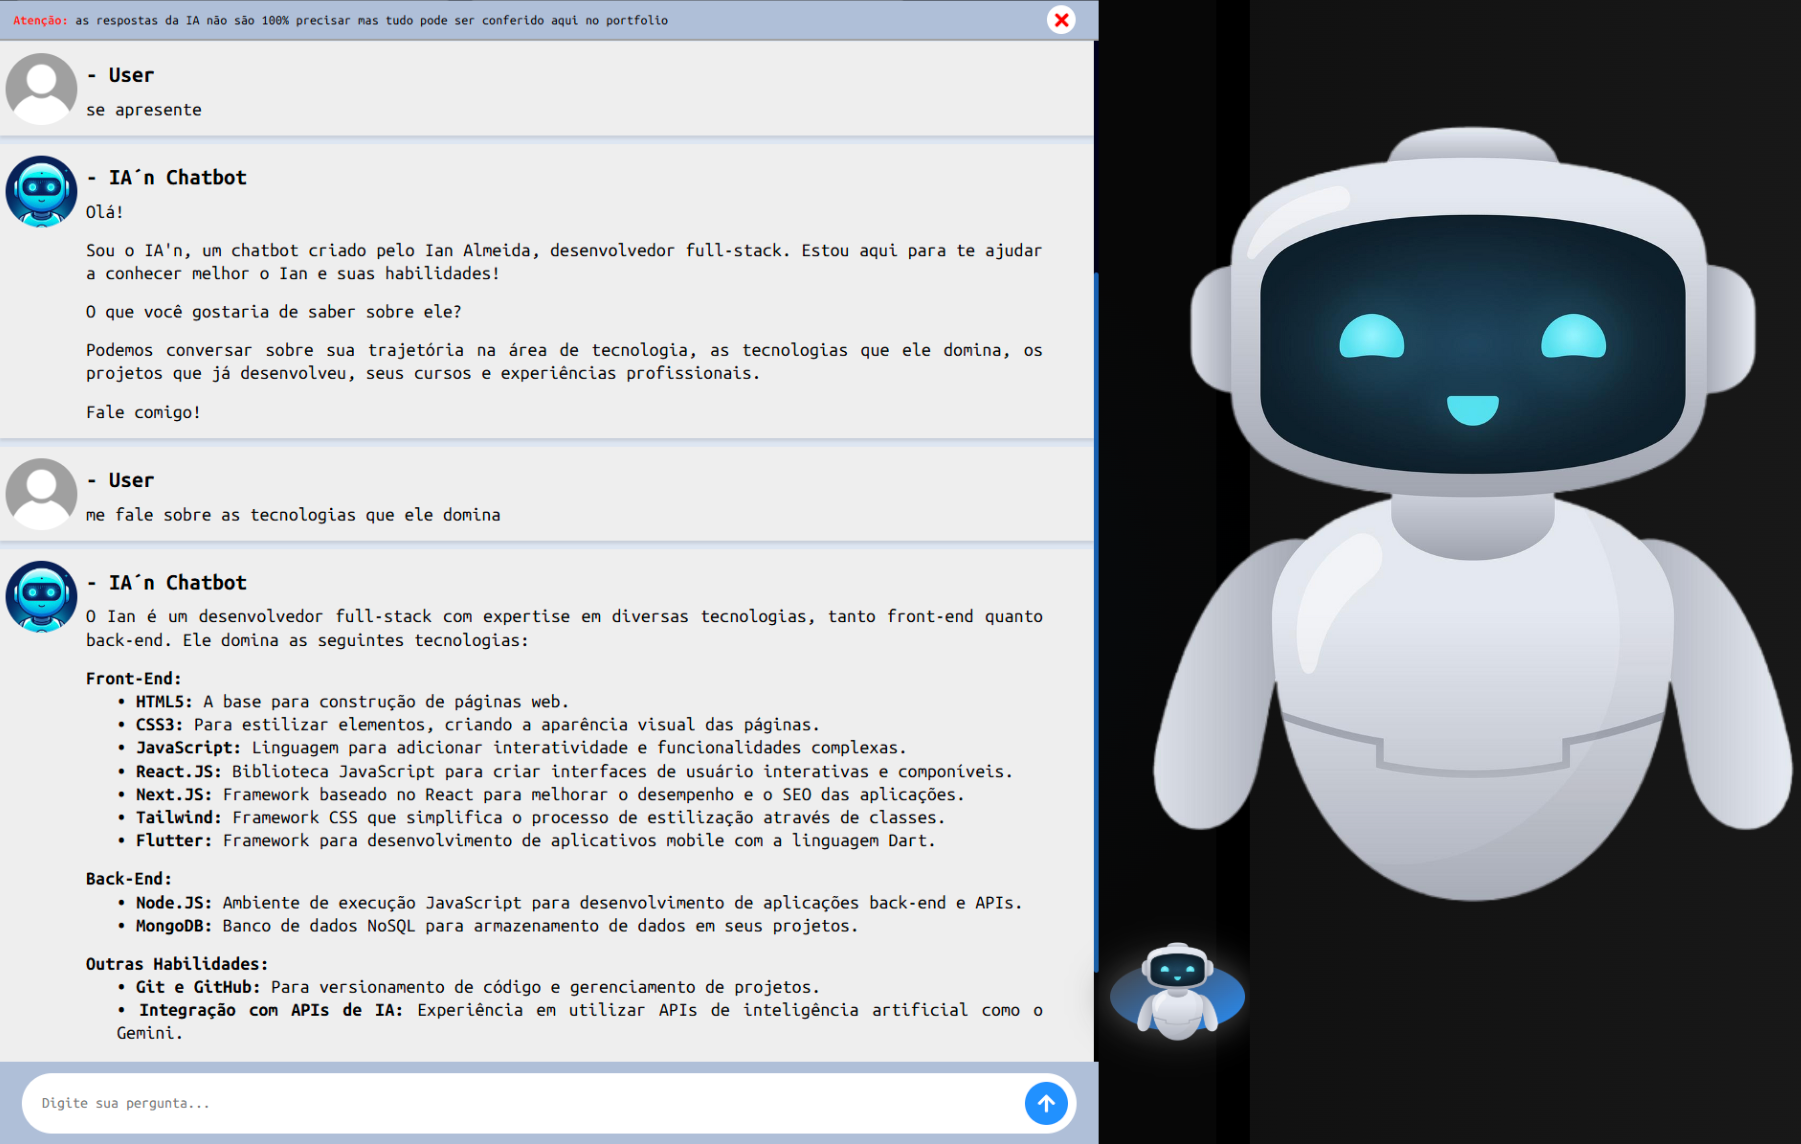 Atenção: as respostas da IA não são 100% precisar mas tudo pode ser conferido aqui no portfolio
- User
se apresente
- IA´n Chatbot
Olá!
Sou o IA'n, um chatbot criado pelo Ian Almeida, desenvolvedor full-stack. Estou aqui para te ajudar
a conhecer melhor o Ian e suas habilidades!
O que você gostaria de saber sobre ele?
Podemos conversar sobre sua trajetória na área de tecnologia, as tecnologias que ele domina, os
projetos que já desenvolveu, seus cursos e experiências profissionais.
Fale comigo!
- User
me fale sobre as tecnologias que ele domina
- IA´n Chatbot
O Ian é um desenvolvedor full-stack com expertise em diversas tecnologias, tanto front-end quanto
back-end. Ele domina as seguintes tecnologias:
Front-End:
• HTML5: A base para construção de páginas web.
• CSS3: Para estilizar elementos, criando a aparência visual das páginas.
• JavaScript: Linguagem para adicionar interatividade e funcionalidades complexas.
• React.JS: Biblioteca JavaScript para criar interfaces de usuário interativas e componíveis.
• Next.JS: Framework baseado no React para melhorar o desempenho e o SEO das aplicações.
• Tailwind: Framework CSS que simplifica o processo de estilização através de classes.
• Flutter: Framework para desenvolvimento de aplicativos mobile com a linguagem Dart.
Back-End:
• Node.JS: Ambiente de execução JavaScript para desenvolvimento de aplicações back-end e APIs.
• MongoDB: Banco de dados NoSQL para armazenamento de dados em seus projetos.
Outras Habilidades:
• Git e GitHub: Para versionamento de código e gerenciamento de projetos.
• Integração com APIs de IA: Experiência em utilizar APIs de inteligência artificial como o
Gemini.
Digite sua pergunta...